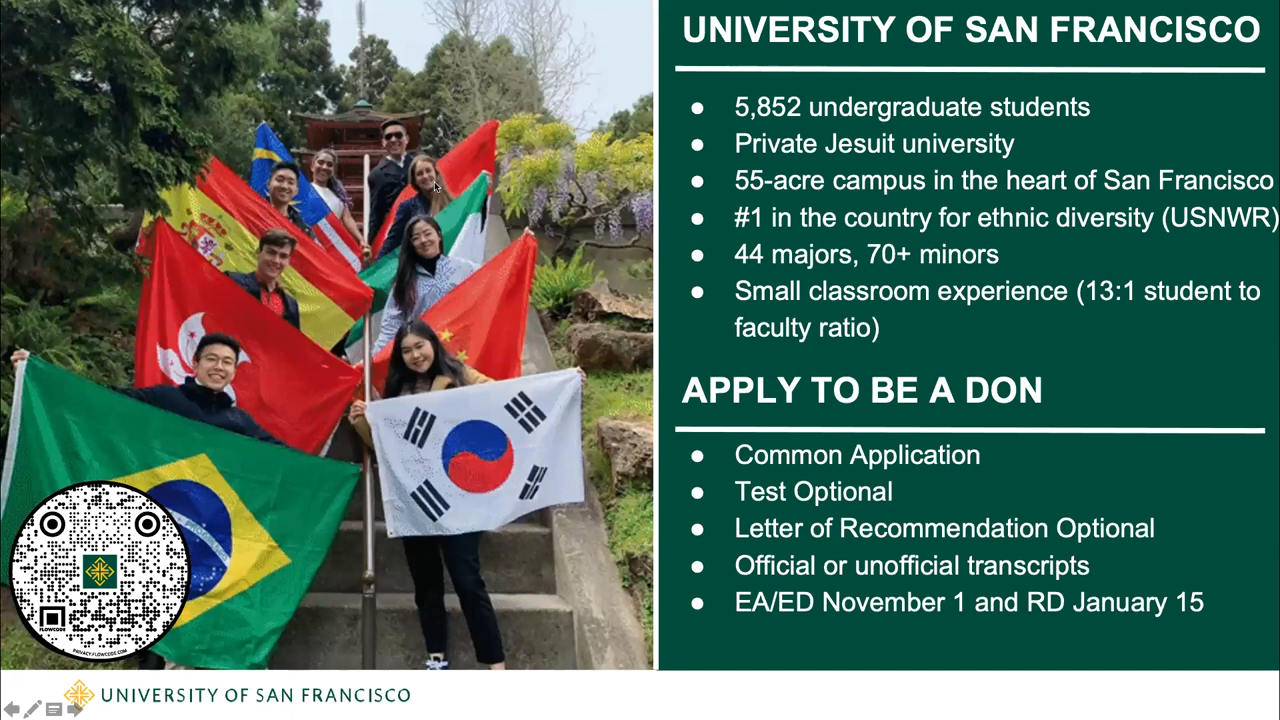 UNIVERSITY OF SAN FRANCISCO
● 5,852 undergraduate students
● Private Jesuit university
● 55-acre campus in the heart of San Francisco
● #1 in the country for ethnic diversity (USNWR)
● 44 majors, 70+ minors
● Small classroom experience (13:1 student to
faculty ratio)
APPLY TO BE A DON
● Common Application
● Test Optional
● Letter of Recommendation Optional
● Official or unofficial transcripts
● EA/ED November 1 and RD January 15
FLOWCODE
PRIVACY.FLOWCODE.COM
UNIVERSITY OF SAN FRANCISCO